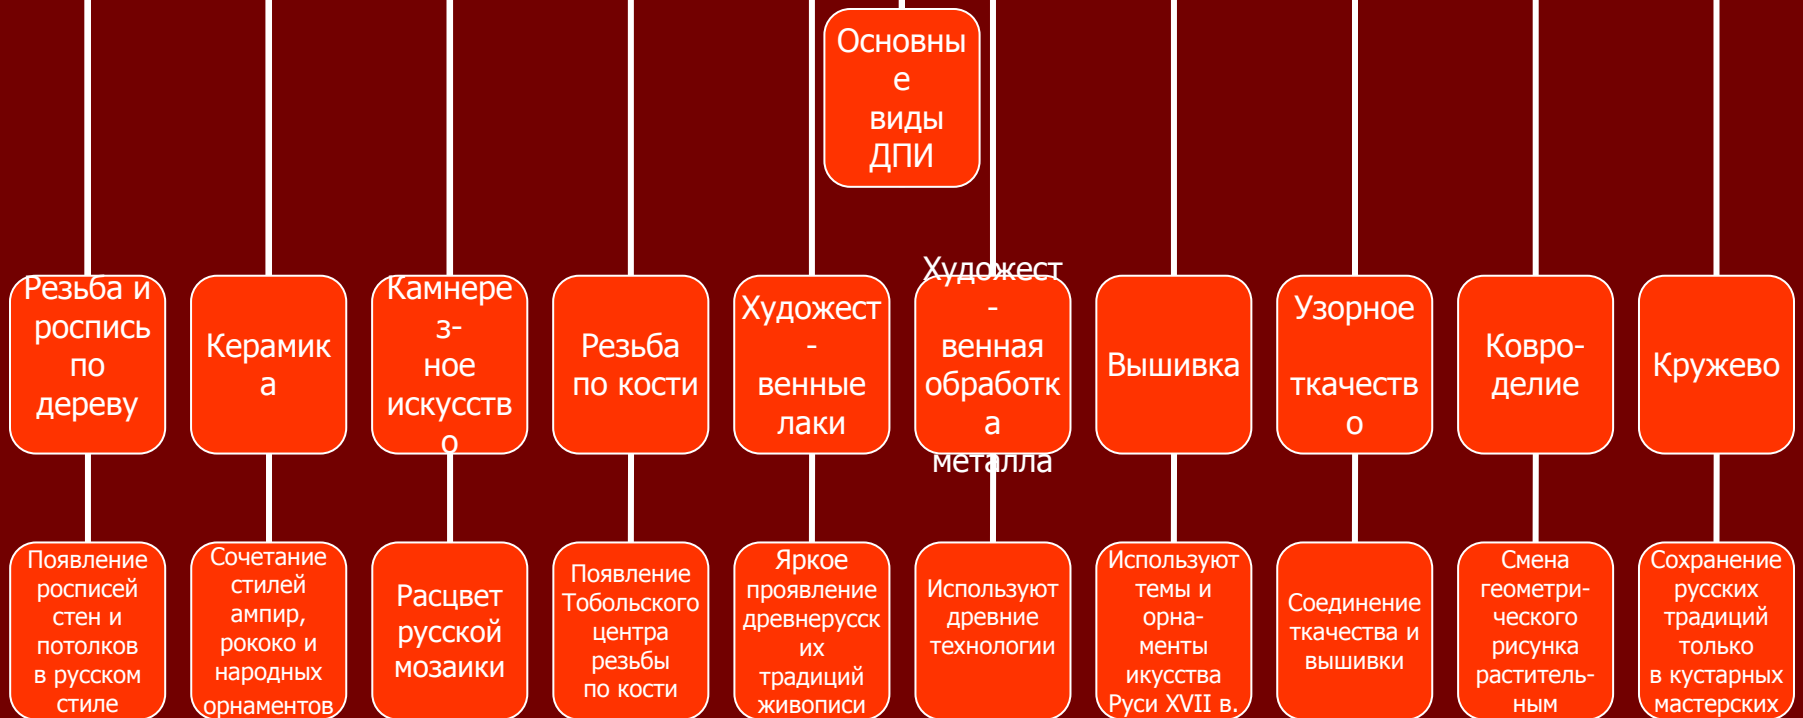 Основны
е
виды
ДПИ
Резьба и
роспись
по
дереву
Керамик
а
Камнере
з-
ное
искусств
о
Резьба
по кости
Художест
-
венные
лаки
Художест
-
венная
обработк
а
металла
Вышивка
Узорное
ткачеств
о
Ковро-
делие
Кружево
Появление
росписей
стен и
потолков
в русском
стиле
Сочетание
стилей
ампир,
рококо и
народных
орнаментов
Расцвет
русской
мозаики
Появление
Тобольского
центра
резьбы
по кости
Яркое
проявление
древнерусск
их
традиций
живописи
Используют
древние
технологии
Используют
темы и
орна-
менты
икусства
Руси XVII в.
Соединение
ткачества и
вышивки
Смена
геометри-
ческого
рисунка
раститель-
ным
Сохранение
русских
традиций
только
в кустарных
мастерских